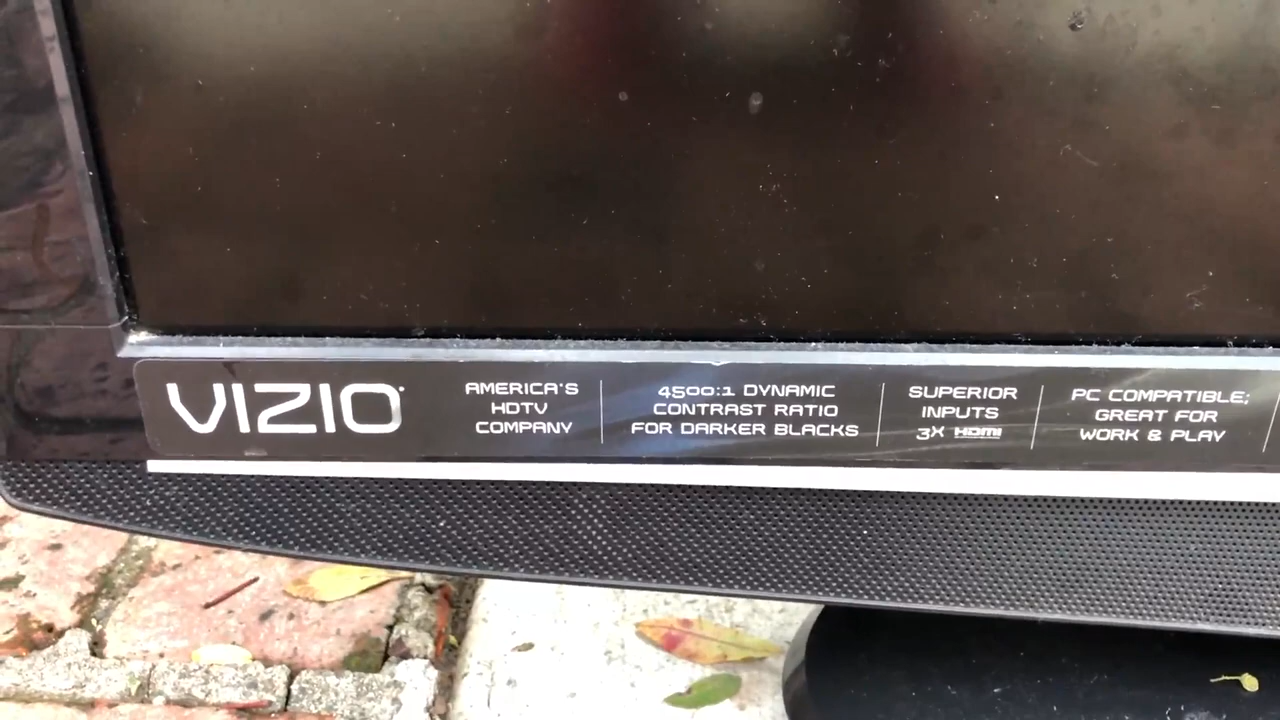 VIZIO
AMERICA'S
HDTV
COMPANY
4500:1 DYNAMIC
CONTRAST RATIO
FOR DARKER BLACKS
SUPERIOR
INPUTS
3X HDMI
PC COMPATIBLE;
GREAT FOR
WORK & PLAY